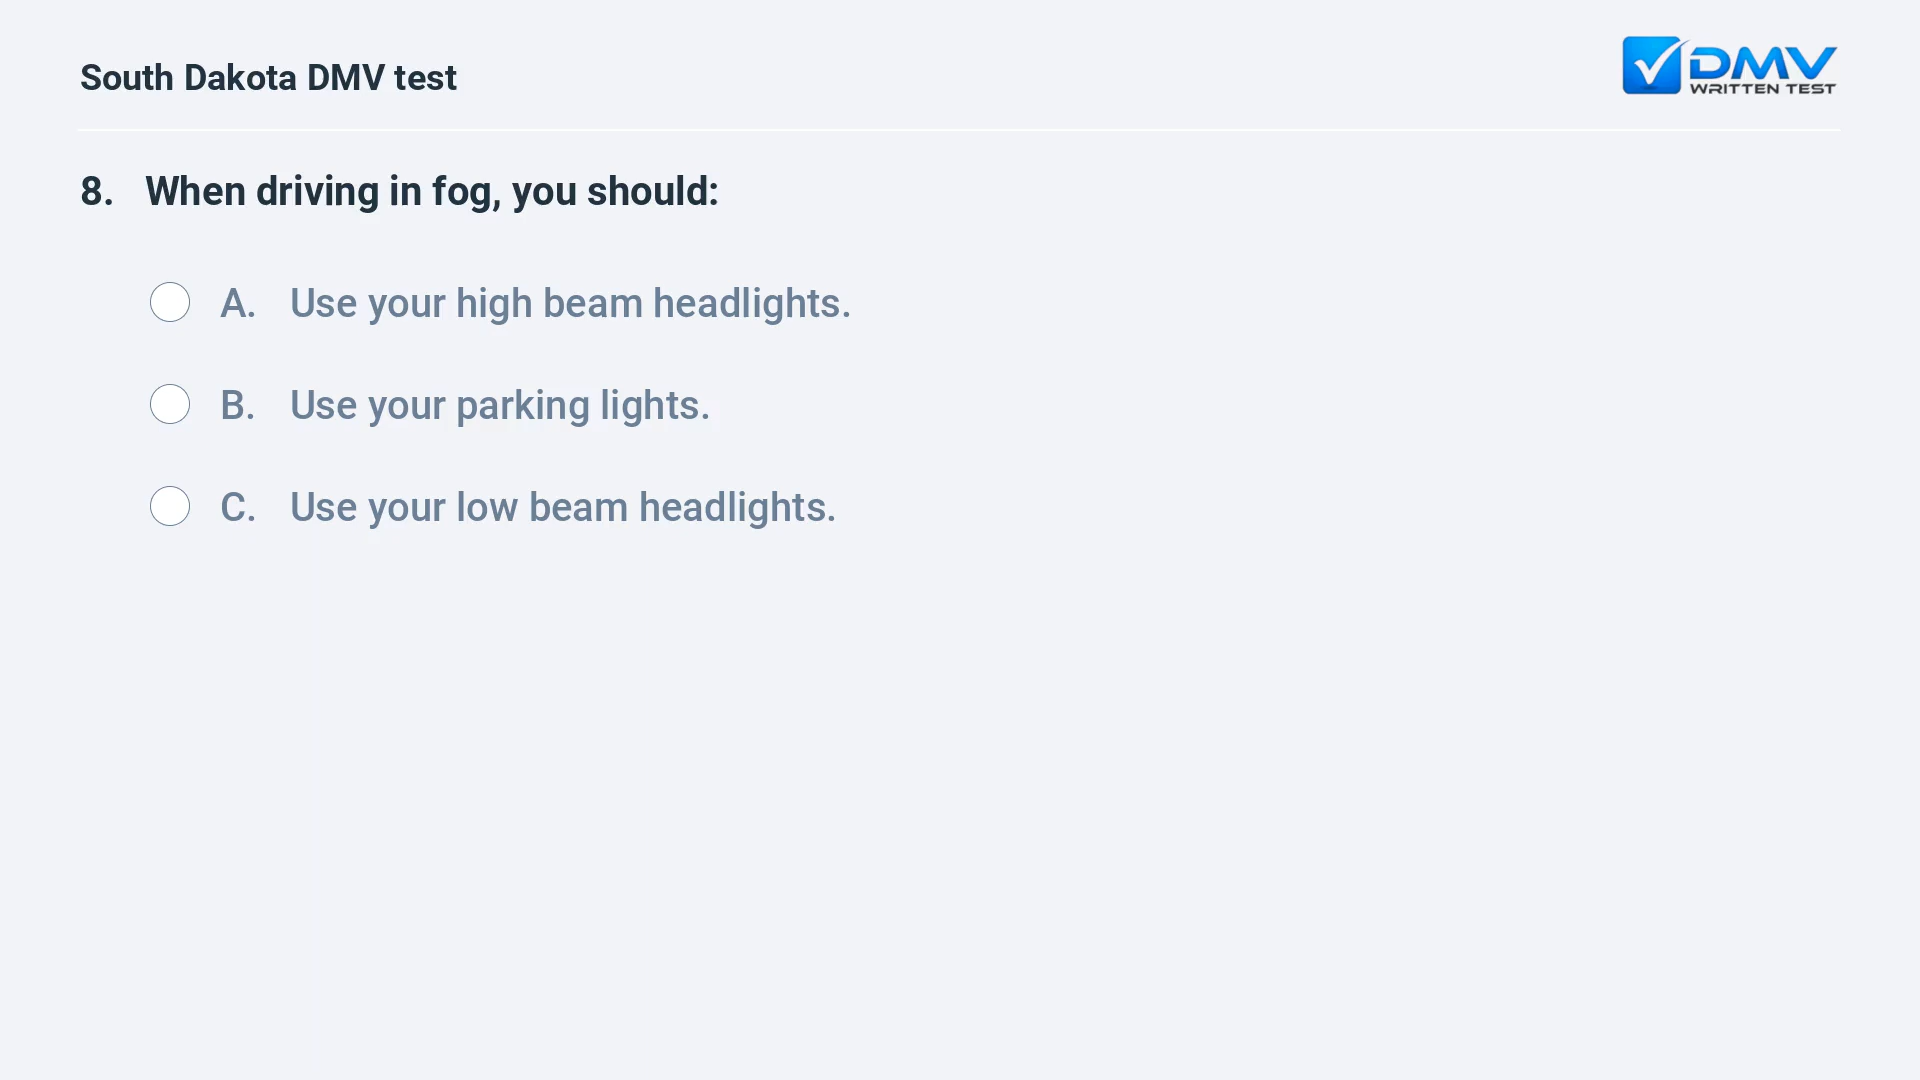 South Dakota DMV test
DMV
WRITTEN TEST
8. When driving in fog, you should:
A. Use your high beam headlights.
B. Use your parking lights.
C. Use your low beam headlights.